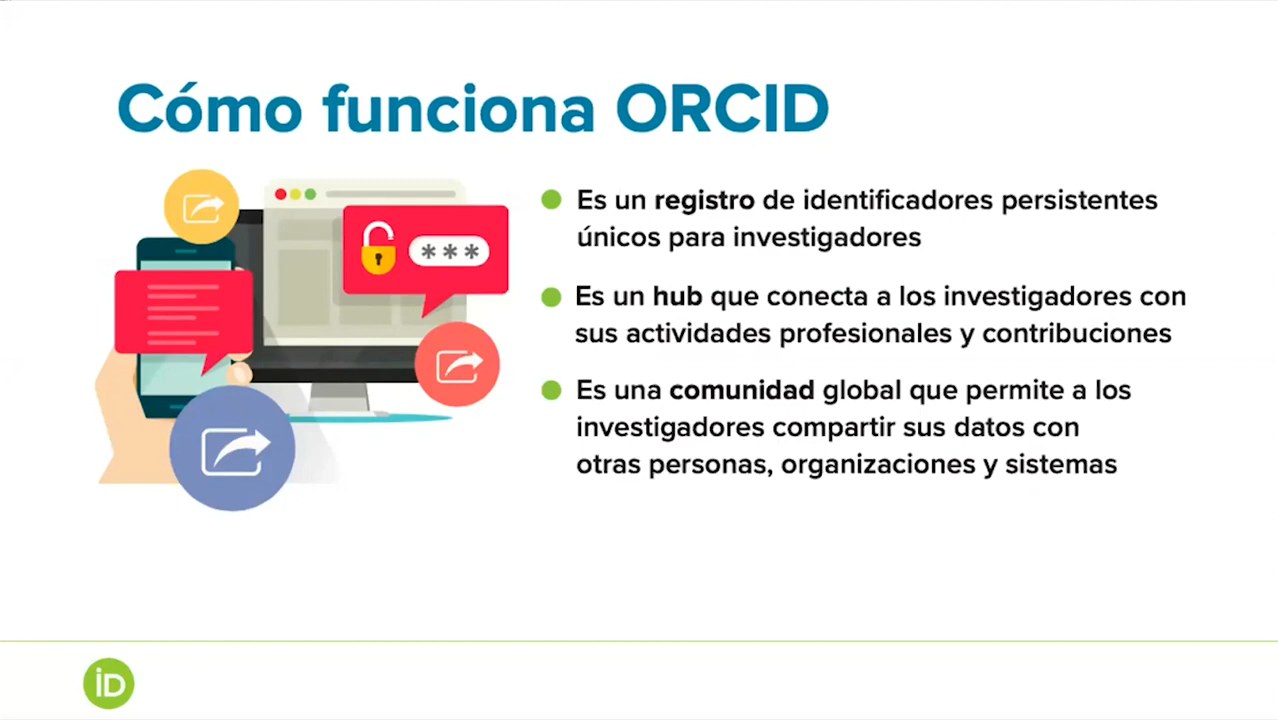 Cómo funciona ORCID
Es un registro de identificadores persistentes
únicos para investigadores
***
Es un hub que conecta a los investigadores con
sus actividades profesionales y contribuciones
Es una comunidad global que permite a los
investigadores compartir sus datos con
otras personas, organizaciones y sistemas
iD